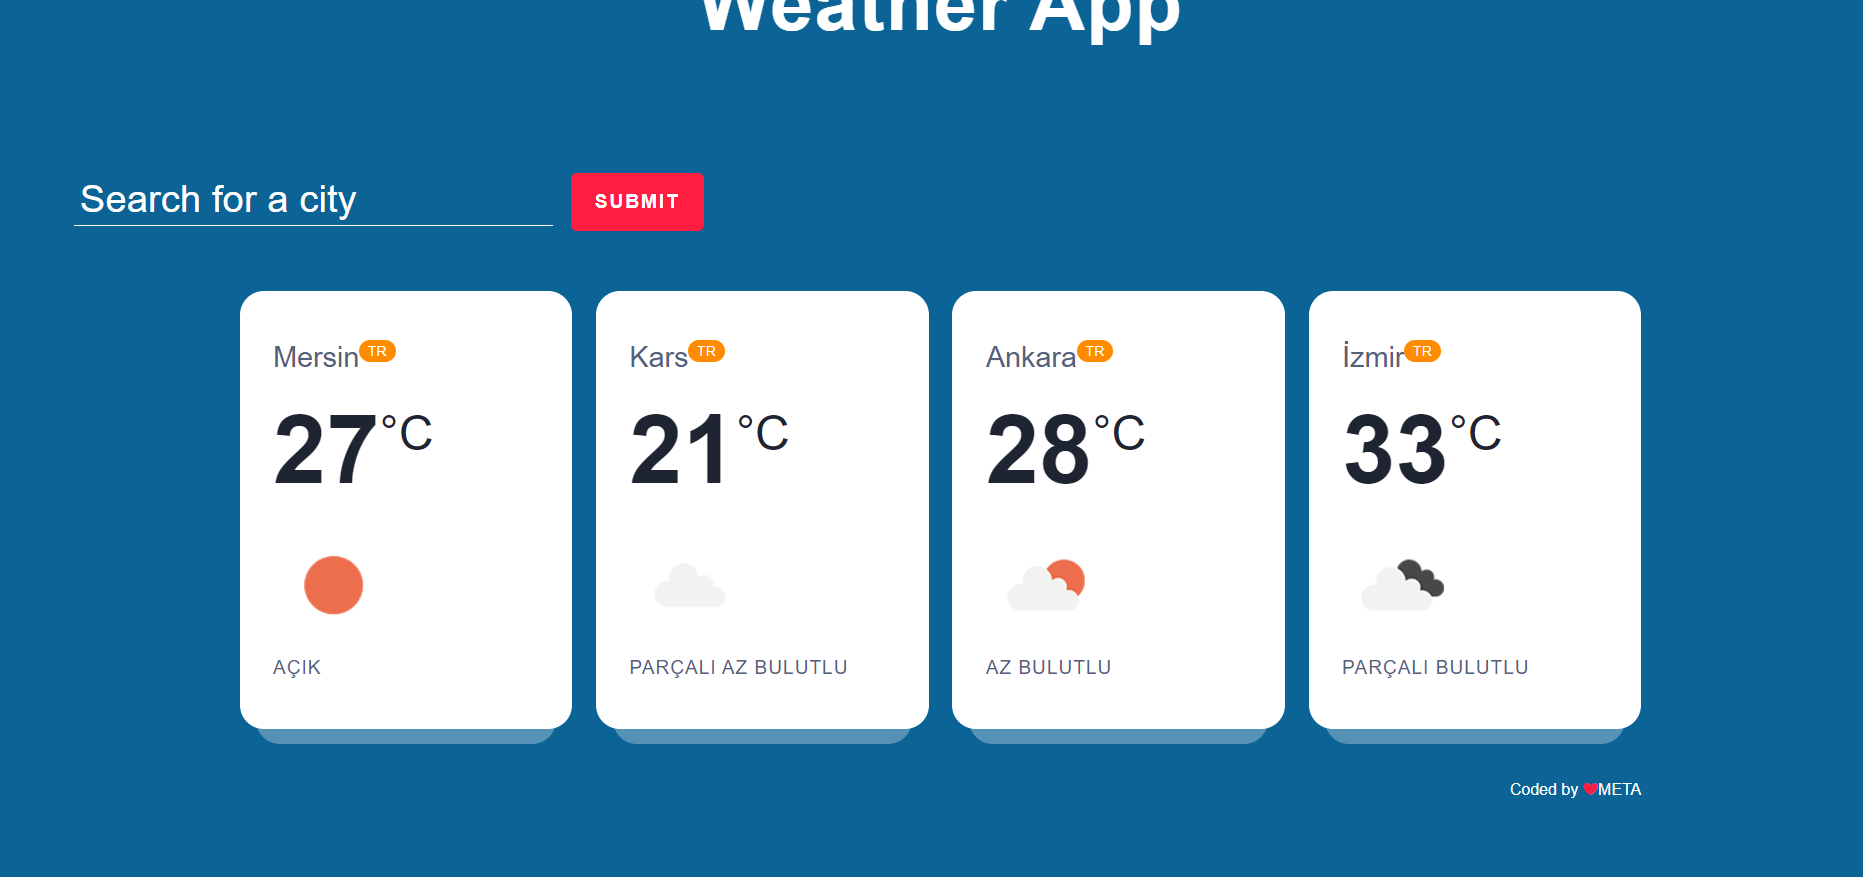 Weather App
Search for a city
SUBMIT
Mersin TR
27°C
AÇIK
Kars TR
21°C
PARÇALI AZ BULUTLU
Ankara TR
28°C
AZ BULUTLU
İzmir TR
33°C
PARÇALI BULUTLU
Coded by ❤META